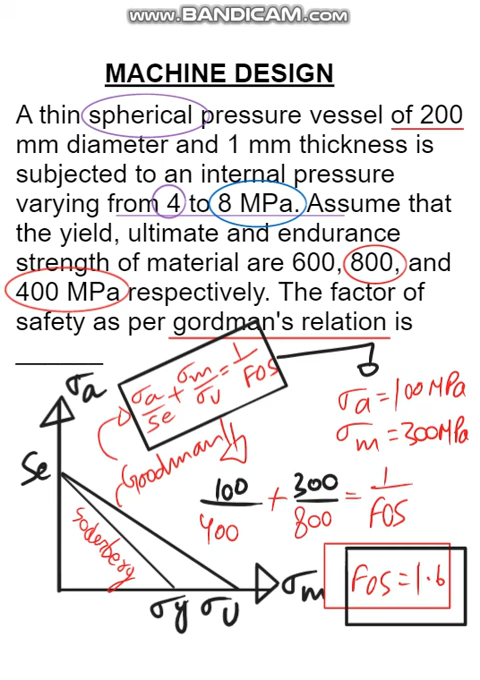 www.BANDICAM.com
MACHINE DESIGN
A thin spherical pressure vessel of 200
mm diameter and 1 mm thickness is
subjected to an internal pressure
varying from 4 to 8 MPa. Assume that
the yield, ultimate and endurance
strength of material are 600, 800, and
400 MPa respectively. The factor of
safety as per gordman's relation is
______
σa
σa/Se + σm/σu = 1/FOS
σa = 100 MPa
σm = 300 MPa
Se
Goodman
100/400 + 300/800 = 1/FOS
Soderberg
σy σu σm
FOS = 1.6